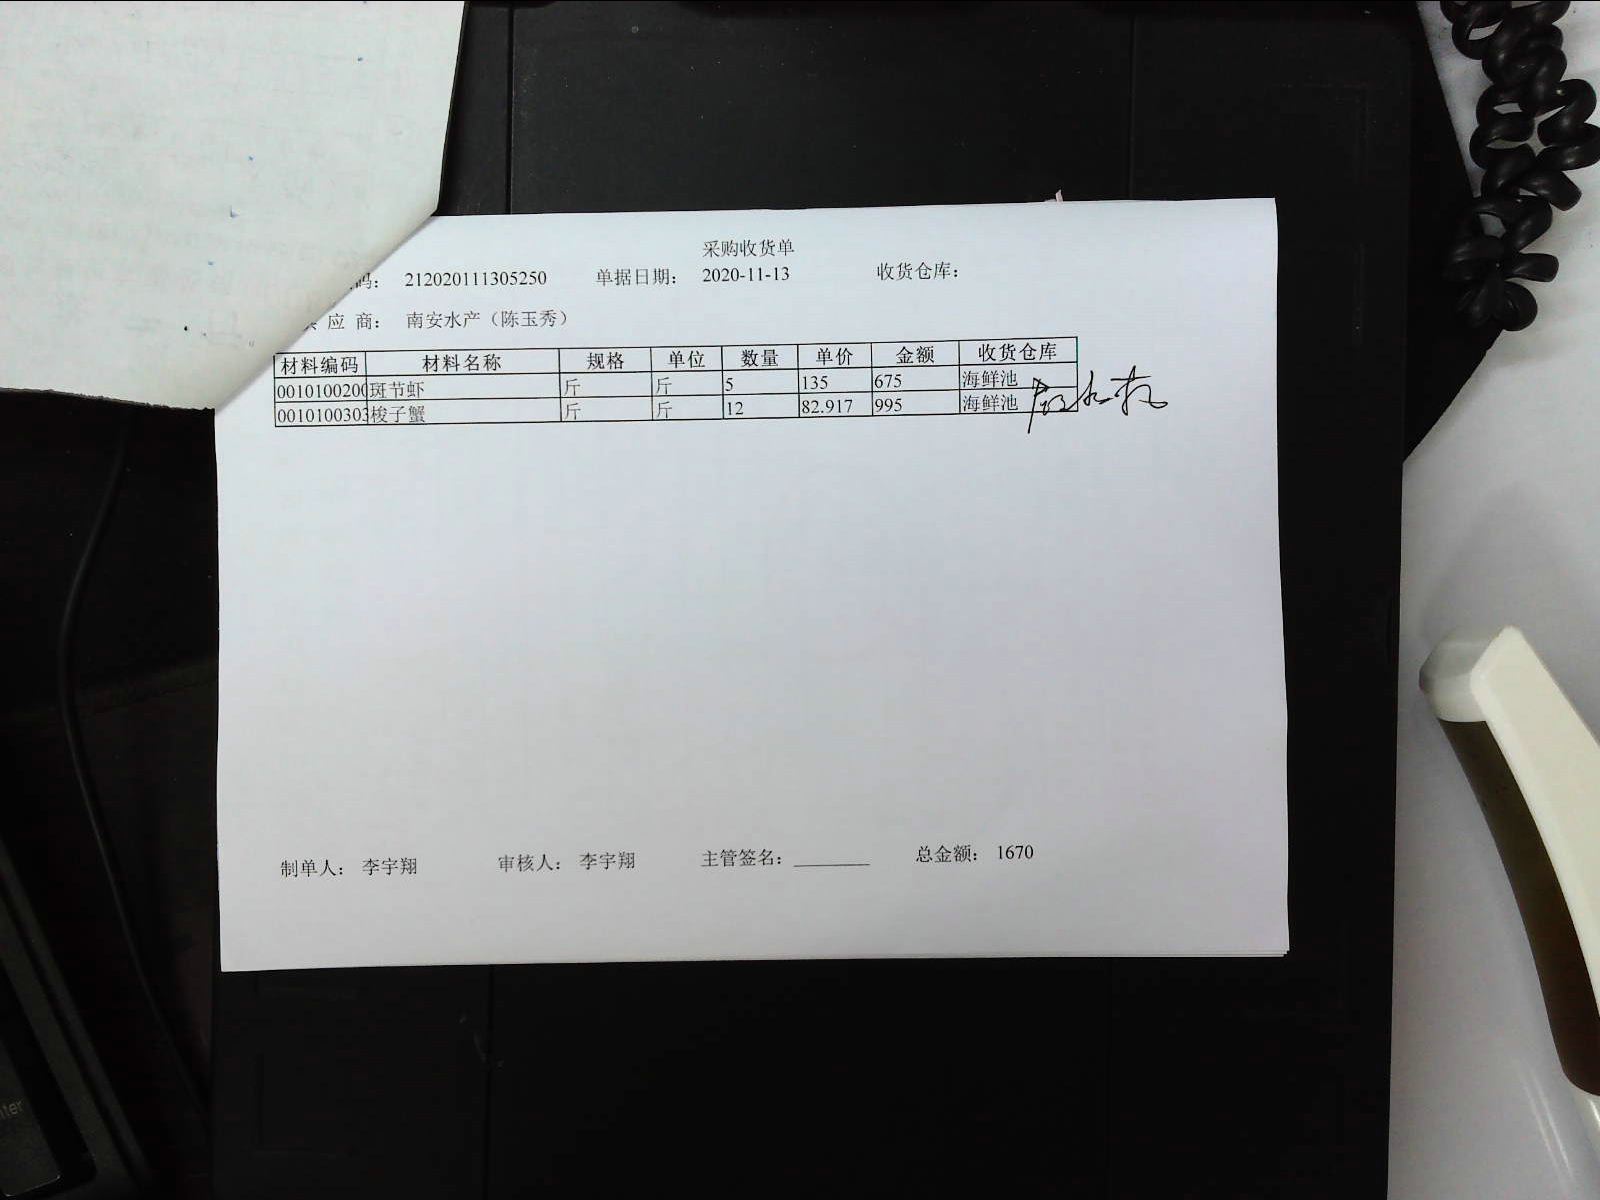 采购收货单
码： 212020111305250 单据日期： 2020-11-13 收货仓库：
供 应 商： 南安水产（陈玉秀）
材料编码 材料名称 规格 单位 数量 单价 金额 收货仓库
0010100200 斑节虾 斤 斤 5 135 675 海鲜池
0010100303 梭子蟹 斤 斤 12 82.917 995 海鲜池
制单人： 李宇翔 审核人： 李宇翔 主管签名： 总金额： 1670